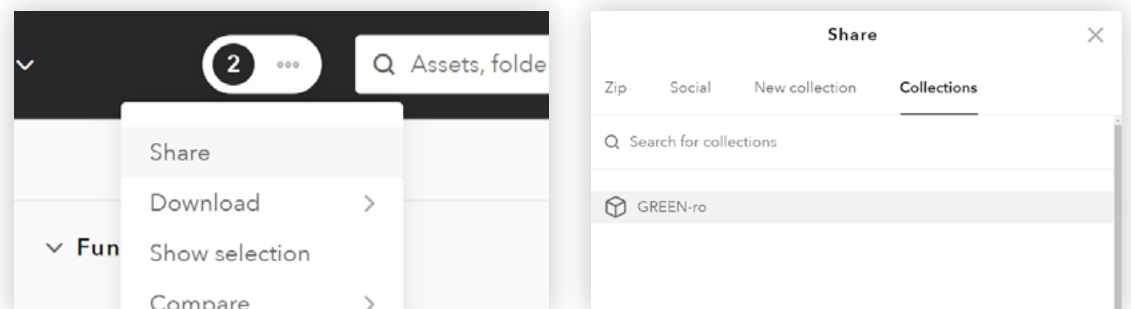 2
Assets, folde
Share
Download
Fun
Show selection
Compare
Share
Zip Social New collection Collections
Search for collections
GREEN-ro